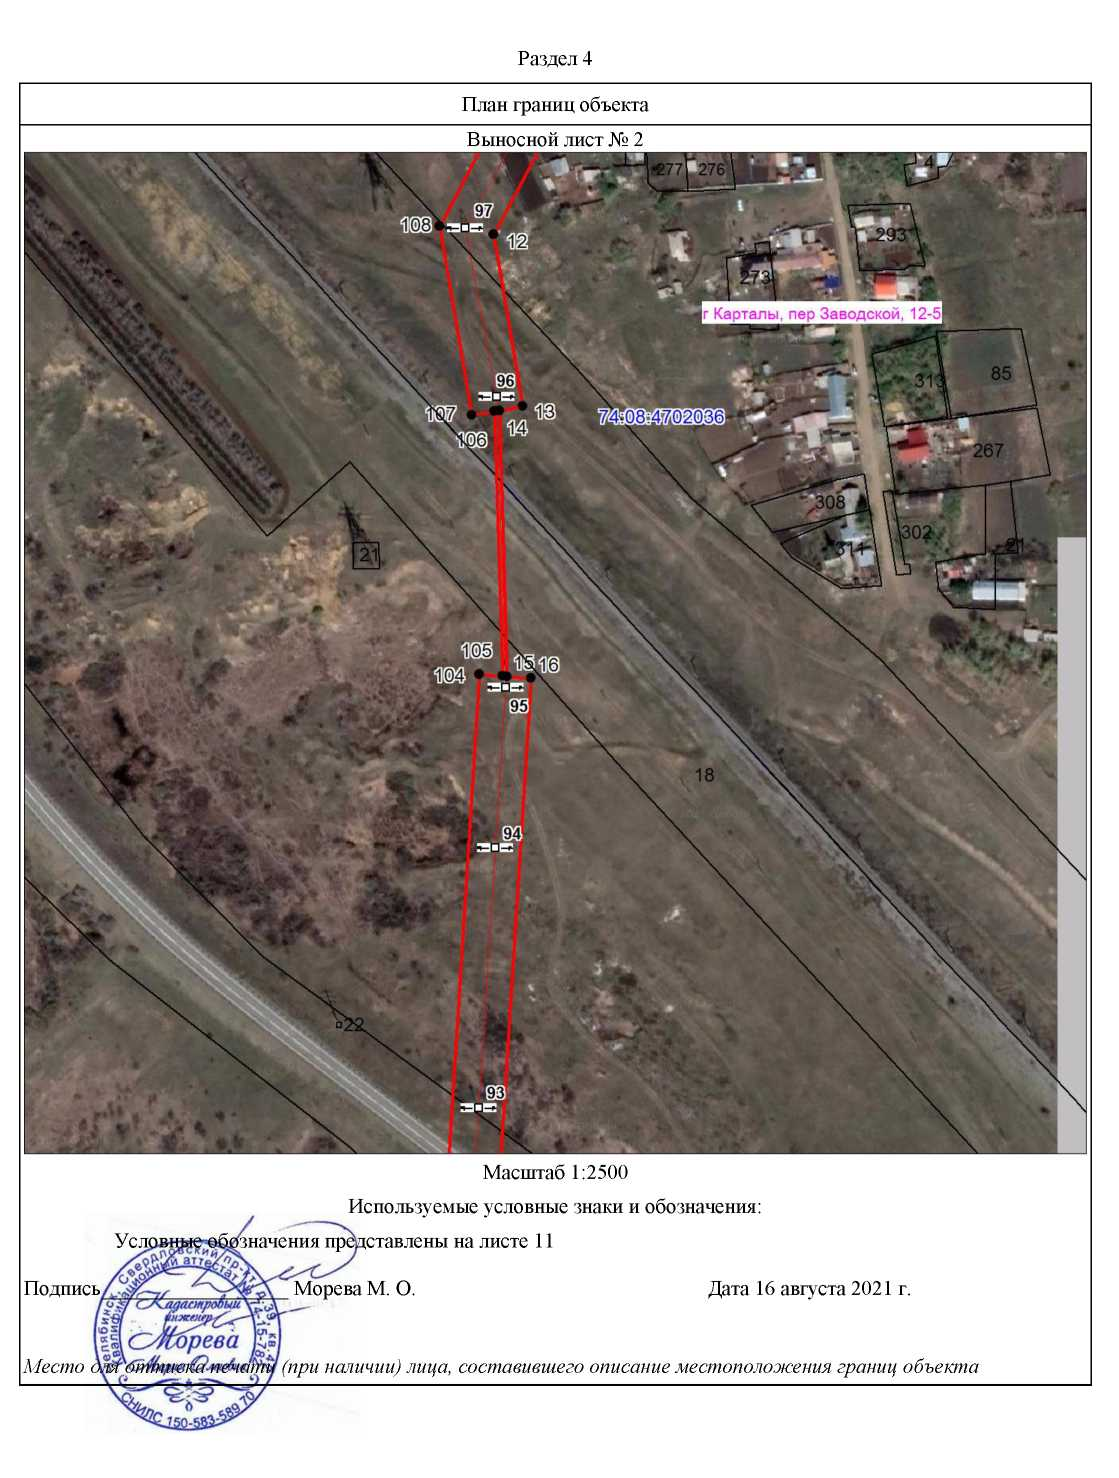 Раздел 4
План границ объекта
Выносной лист № 2
277 276 4
97
108
12
293
273
г Карталы, пер Заводской, 12-5
313 85
96
107 13
106 14
74:08:4702036
267
308
302
311 21
21
105
104 15 16
95
18
94
22
93
Масштаб 1:2500
Используемые условные знаки и обозначения:
Условные обозначения представлены на листе 11
Подпись Морева М. О. Дата 16 августа 2021 г.
Место для оттиска печати (при наличии) лица, составившего описание местоположения границ объекта
Кадастровый
инженер
Морева
СНИЛС 150-583-589 70